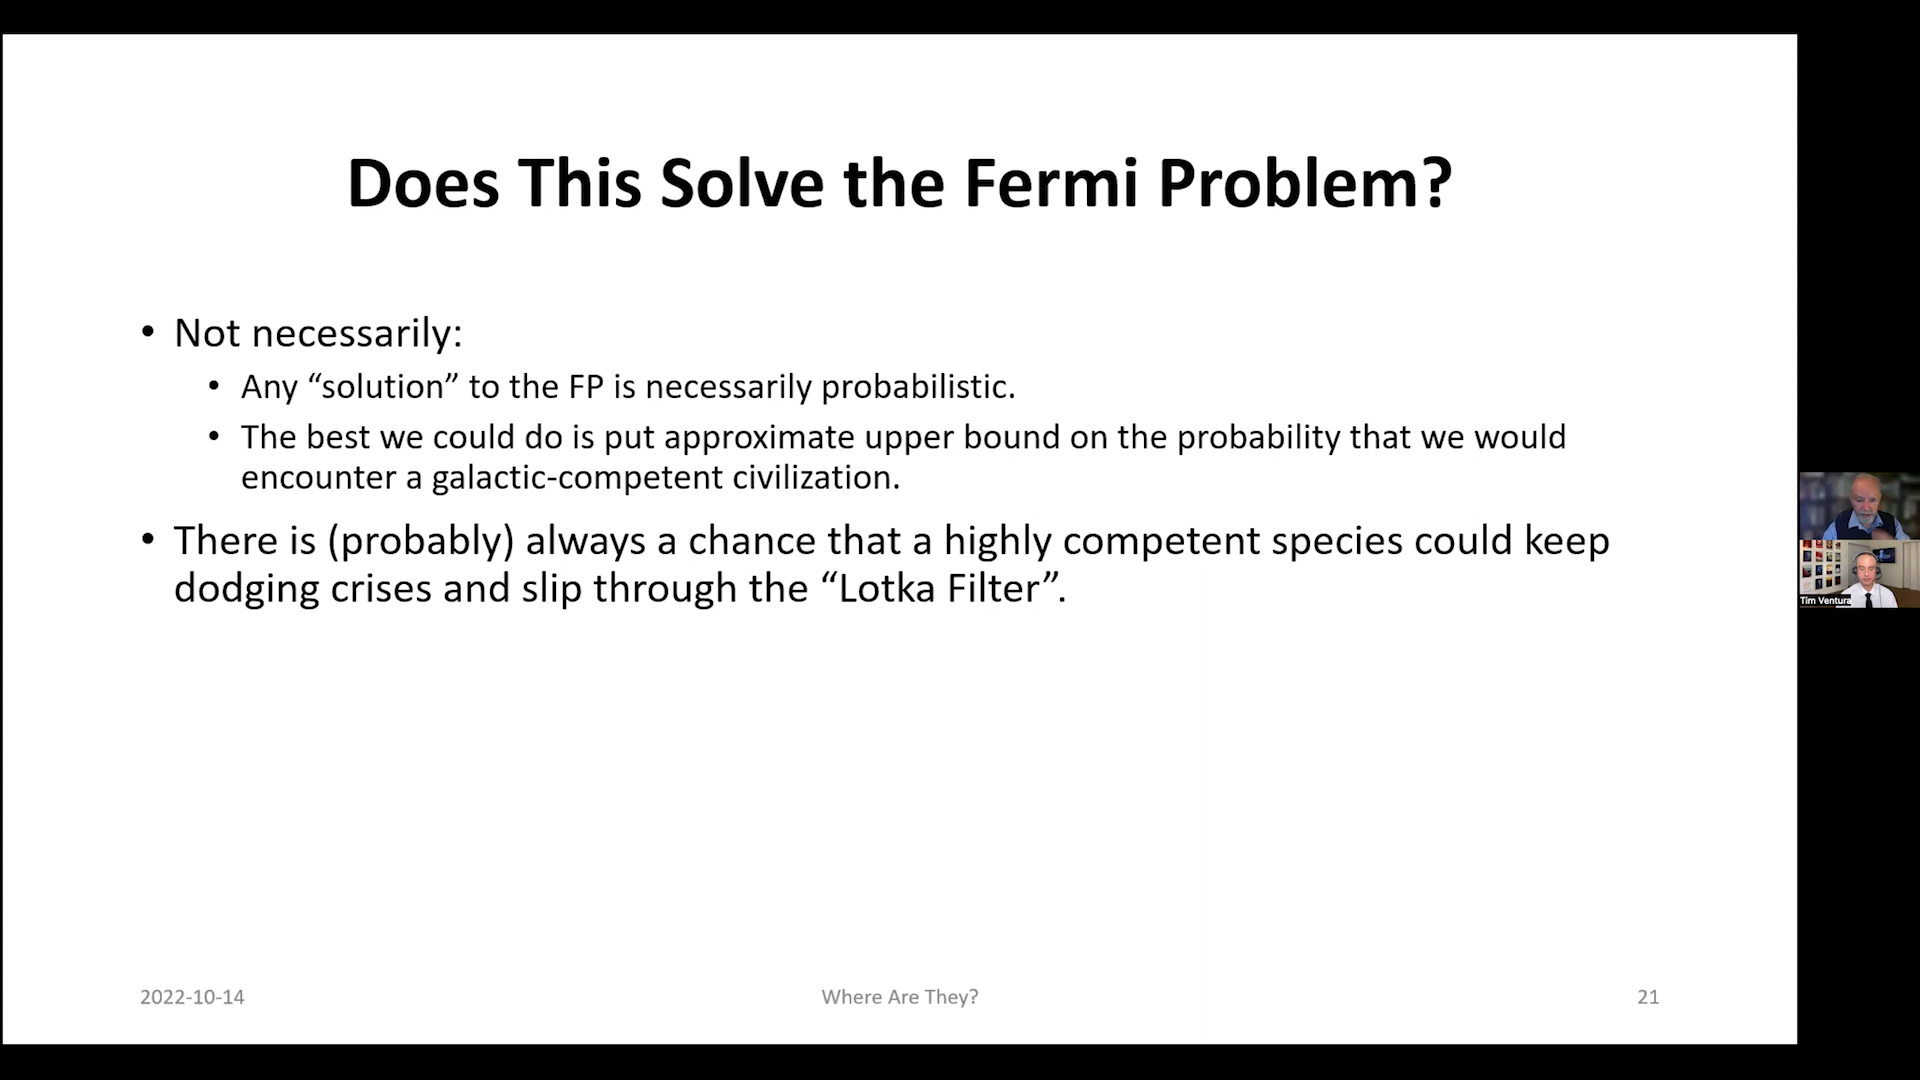 Does This Solve the Fermi Problem?
• Not necessarily:
• Any “solution” to the FP is necessarily probabilistic.
• The best we could do is put approximate upper bound on the probability that we would
encounter a galactic-competent civilization.
• There is (probably) always a chance that a highly competent species could keep
dodging crises and slip through the “Lotka Filter”.
Tim Ventura
2022-10-14
Where Are They?
21